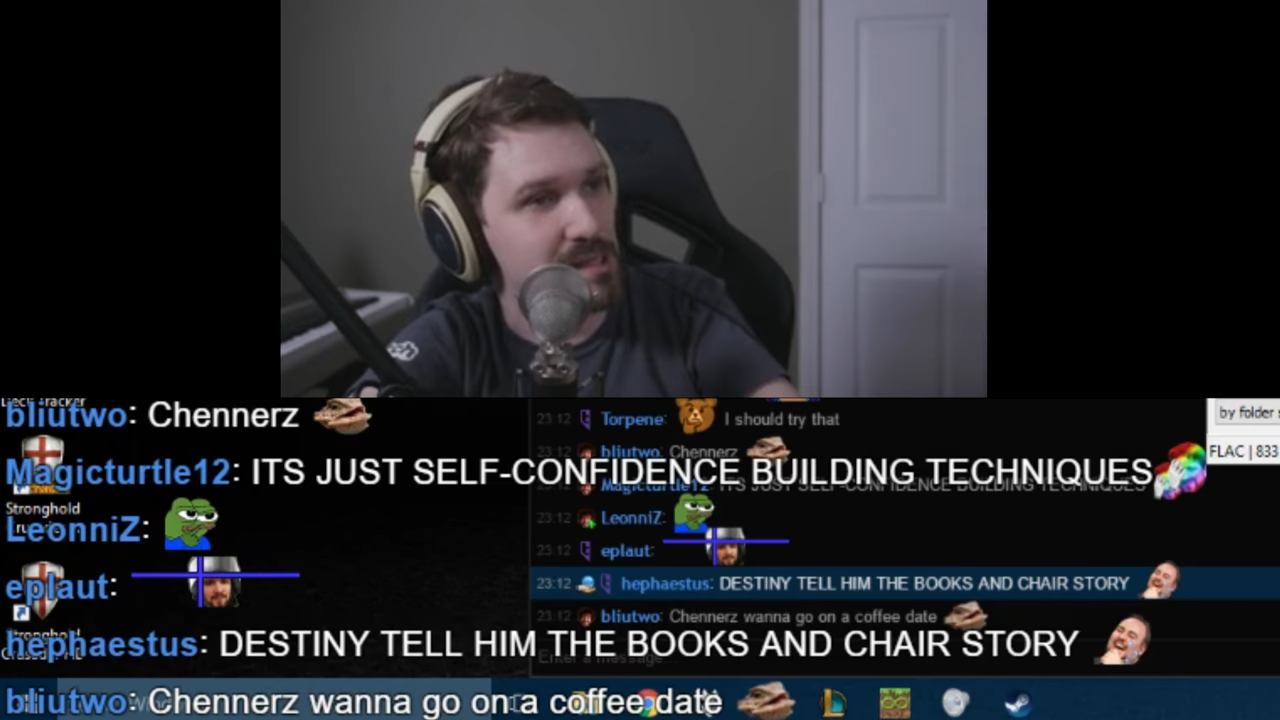 bliutwo: Chennerz
Magicturtle12: ITS JUST SELF-CONFIDENCE BUILDING TECHNIQUES
Stronghold
LeonniZ:
eplaut:
hephaestus: DESTINY TELL HIM THE BOOKS AND CHAIR STORY
bliutwo: Chennerz wanna go on a coffee date
23:12 Torpene: I should try that
23:12 bliutwo: Chennerz
Magicturtle12: ITS JUST SELF-CONFIDENCE BUILDING TECHNIQUES
23:12 LeonniZ:
23:12 eplaut:
23:12 hephaestus: DESTINY TELL HIM THE BOOKS AND CHAIR STORY
23:12 bliutwo: Chennerz wanna go on a coffee date
Enter a message
by folder
FLAC | 833